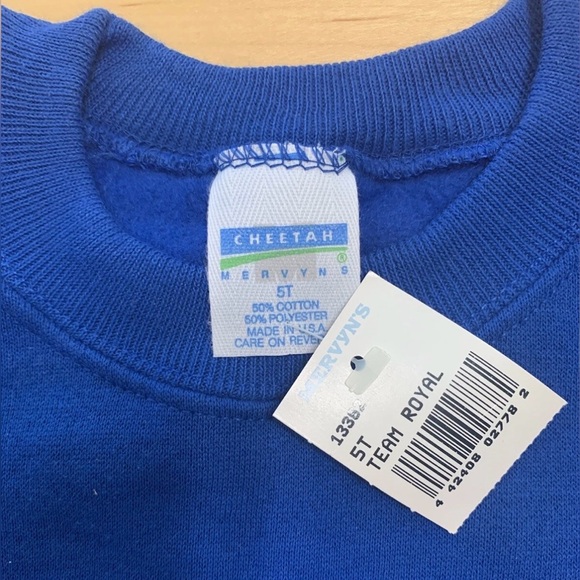 CHEETAH
®
MERVYNS
5T
50% COTTON
50% POLYESTER
MADE IN U.S.A.
CARE ON
MERVYN'S
5T
TEAM ROYAL
4 42408 02778 2